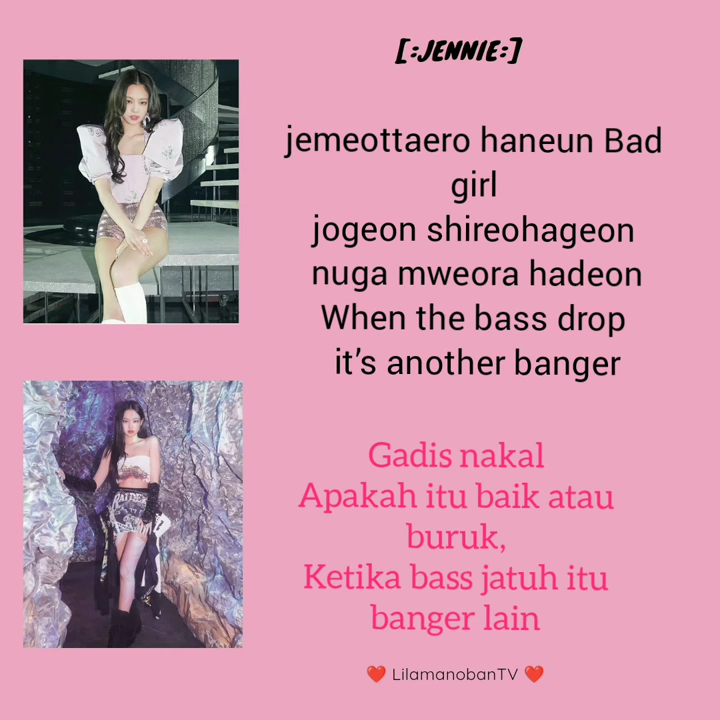 [:JENNIE:]
jemeottaero haneun Bad
girl
jogeon shireohageon
nuga mweora hadeon
When the bass drop
it's another banger
Gadis nakal
Apakah itu baik atau
buruk,
Ketika bass jatuh itu
banger lain
❤️ LilamanobanTV ❤️